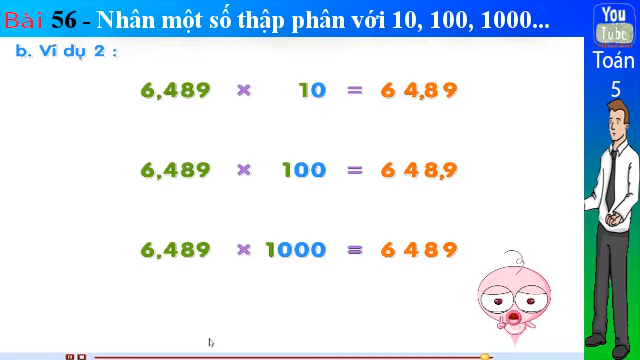 Bài 56 - Nhân một số thập phân với 10, 100, 1000...
You
Tube
Toán
5
b. Ví dụ 2 :
6,489 × 10 = 64,89
6,489 × 100 = 648,9
6,489 × 1000 = 6489